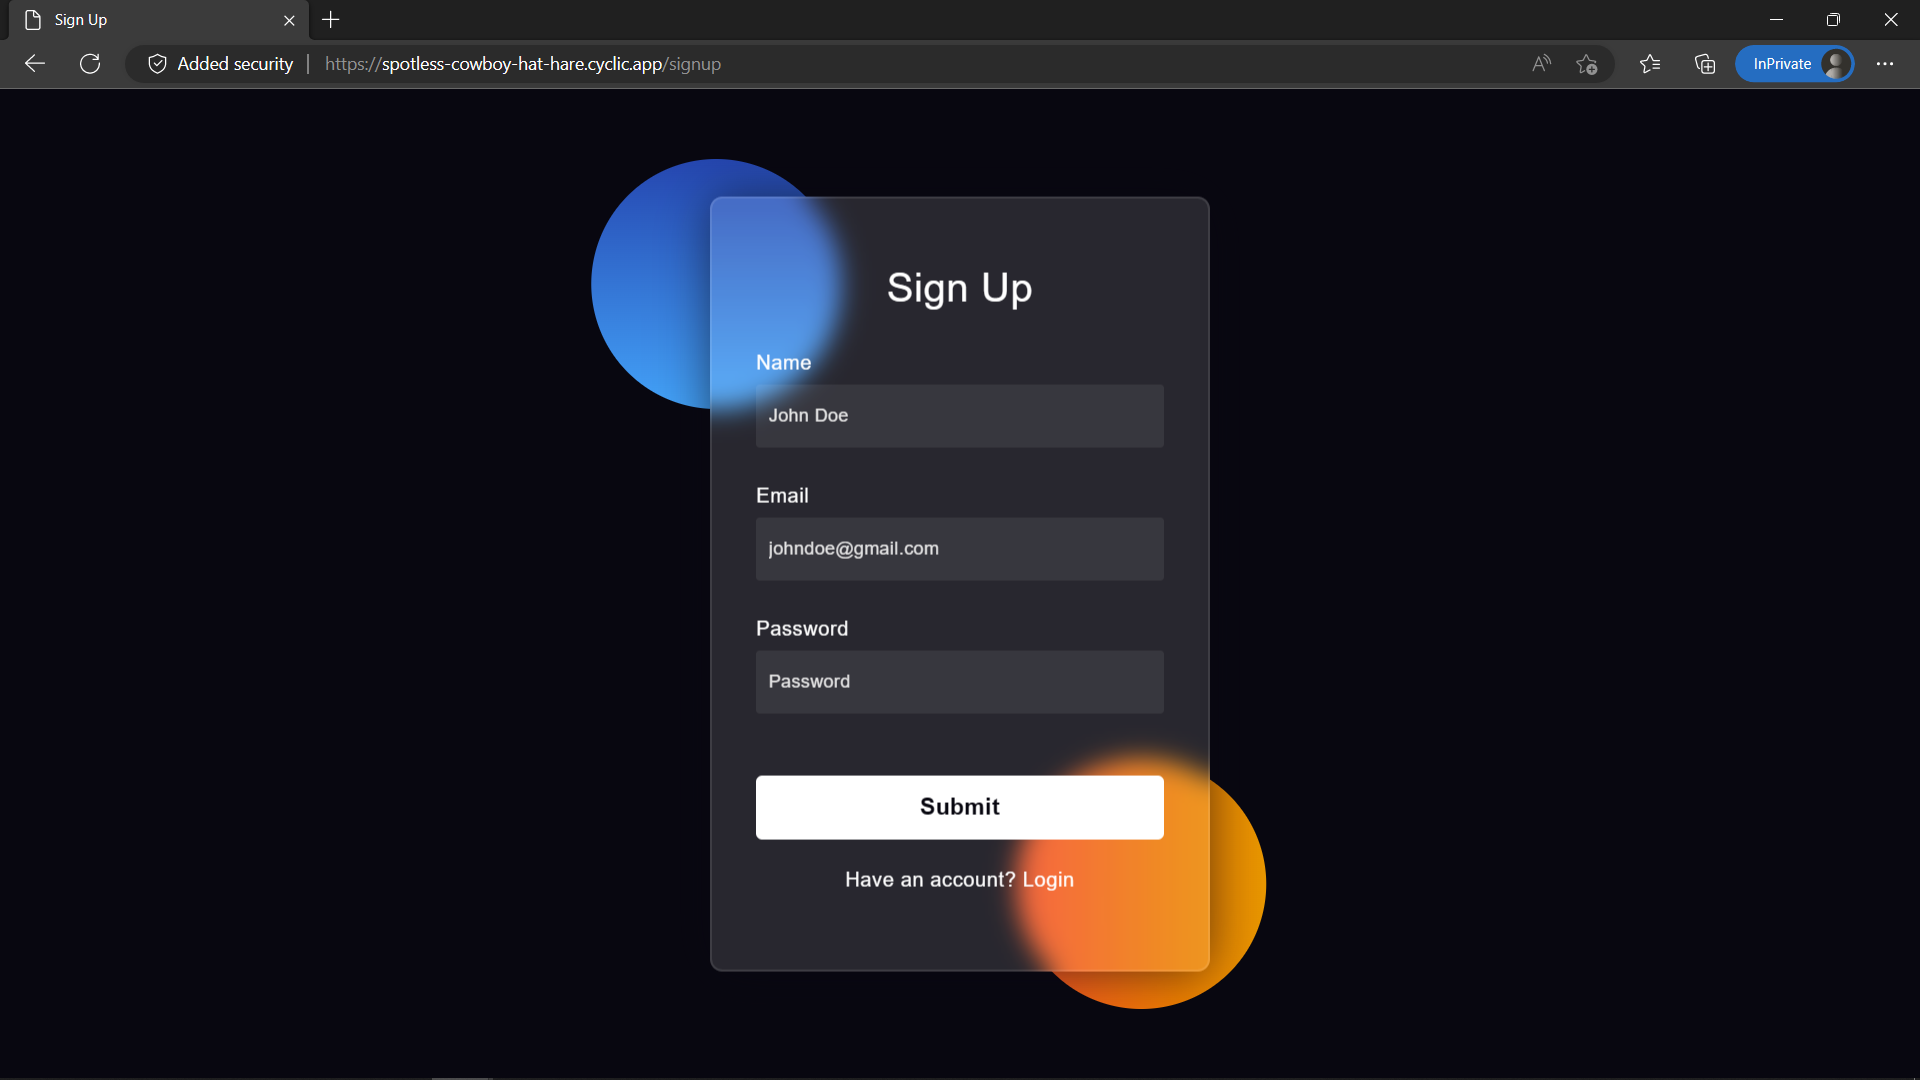 Sign Up
Added security | https://spotless-cowboy-hat-hare.cyclic.app/signup
InPrivate
Sign Up
Name
John Doe
Email
johndoe@gmail.com
Password
Password
Submit
Have an account? Login